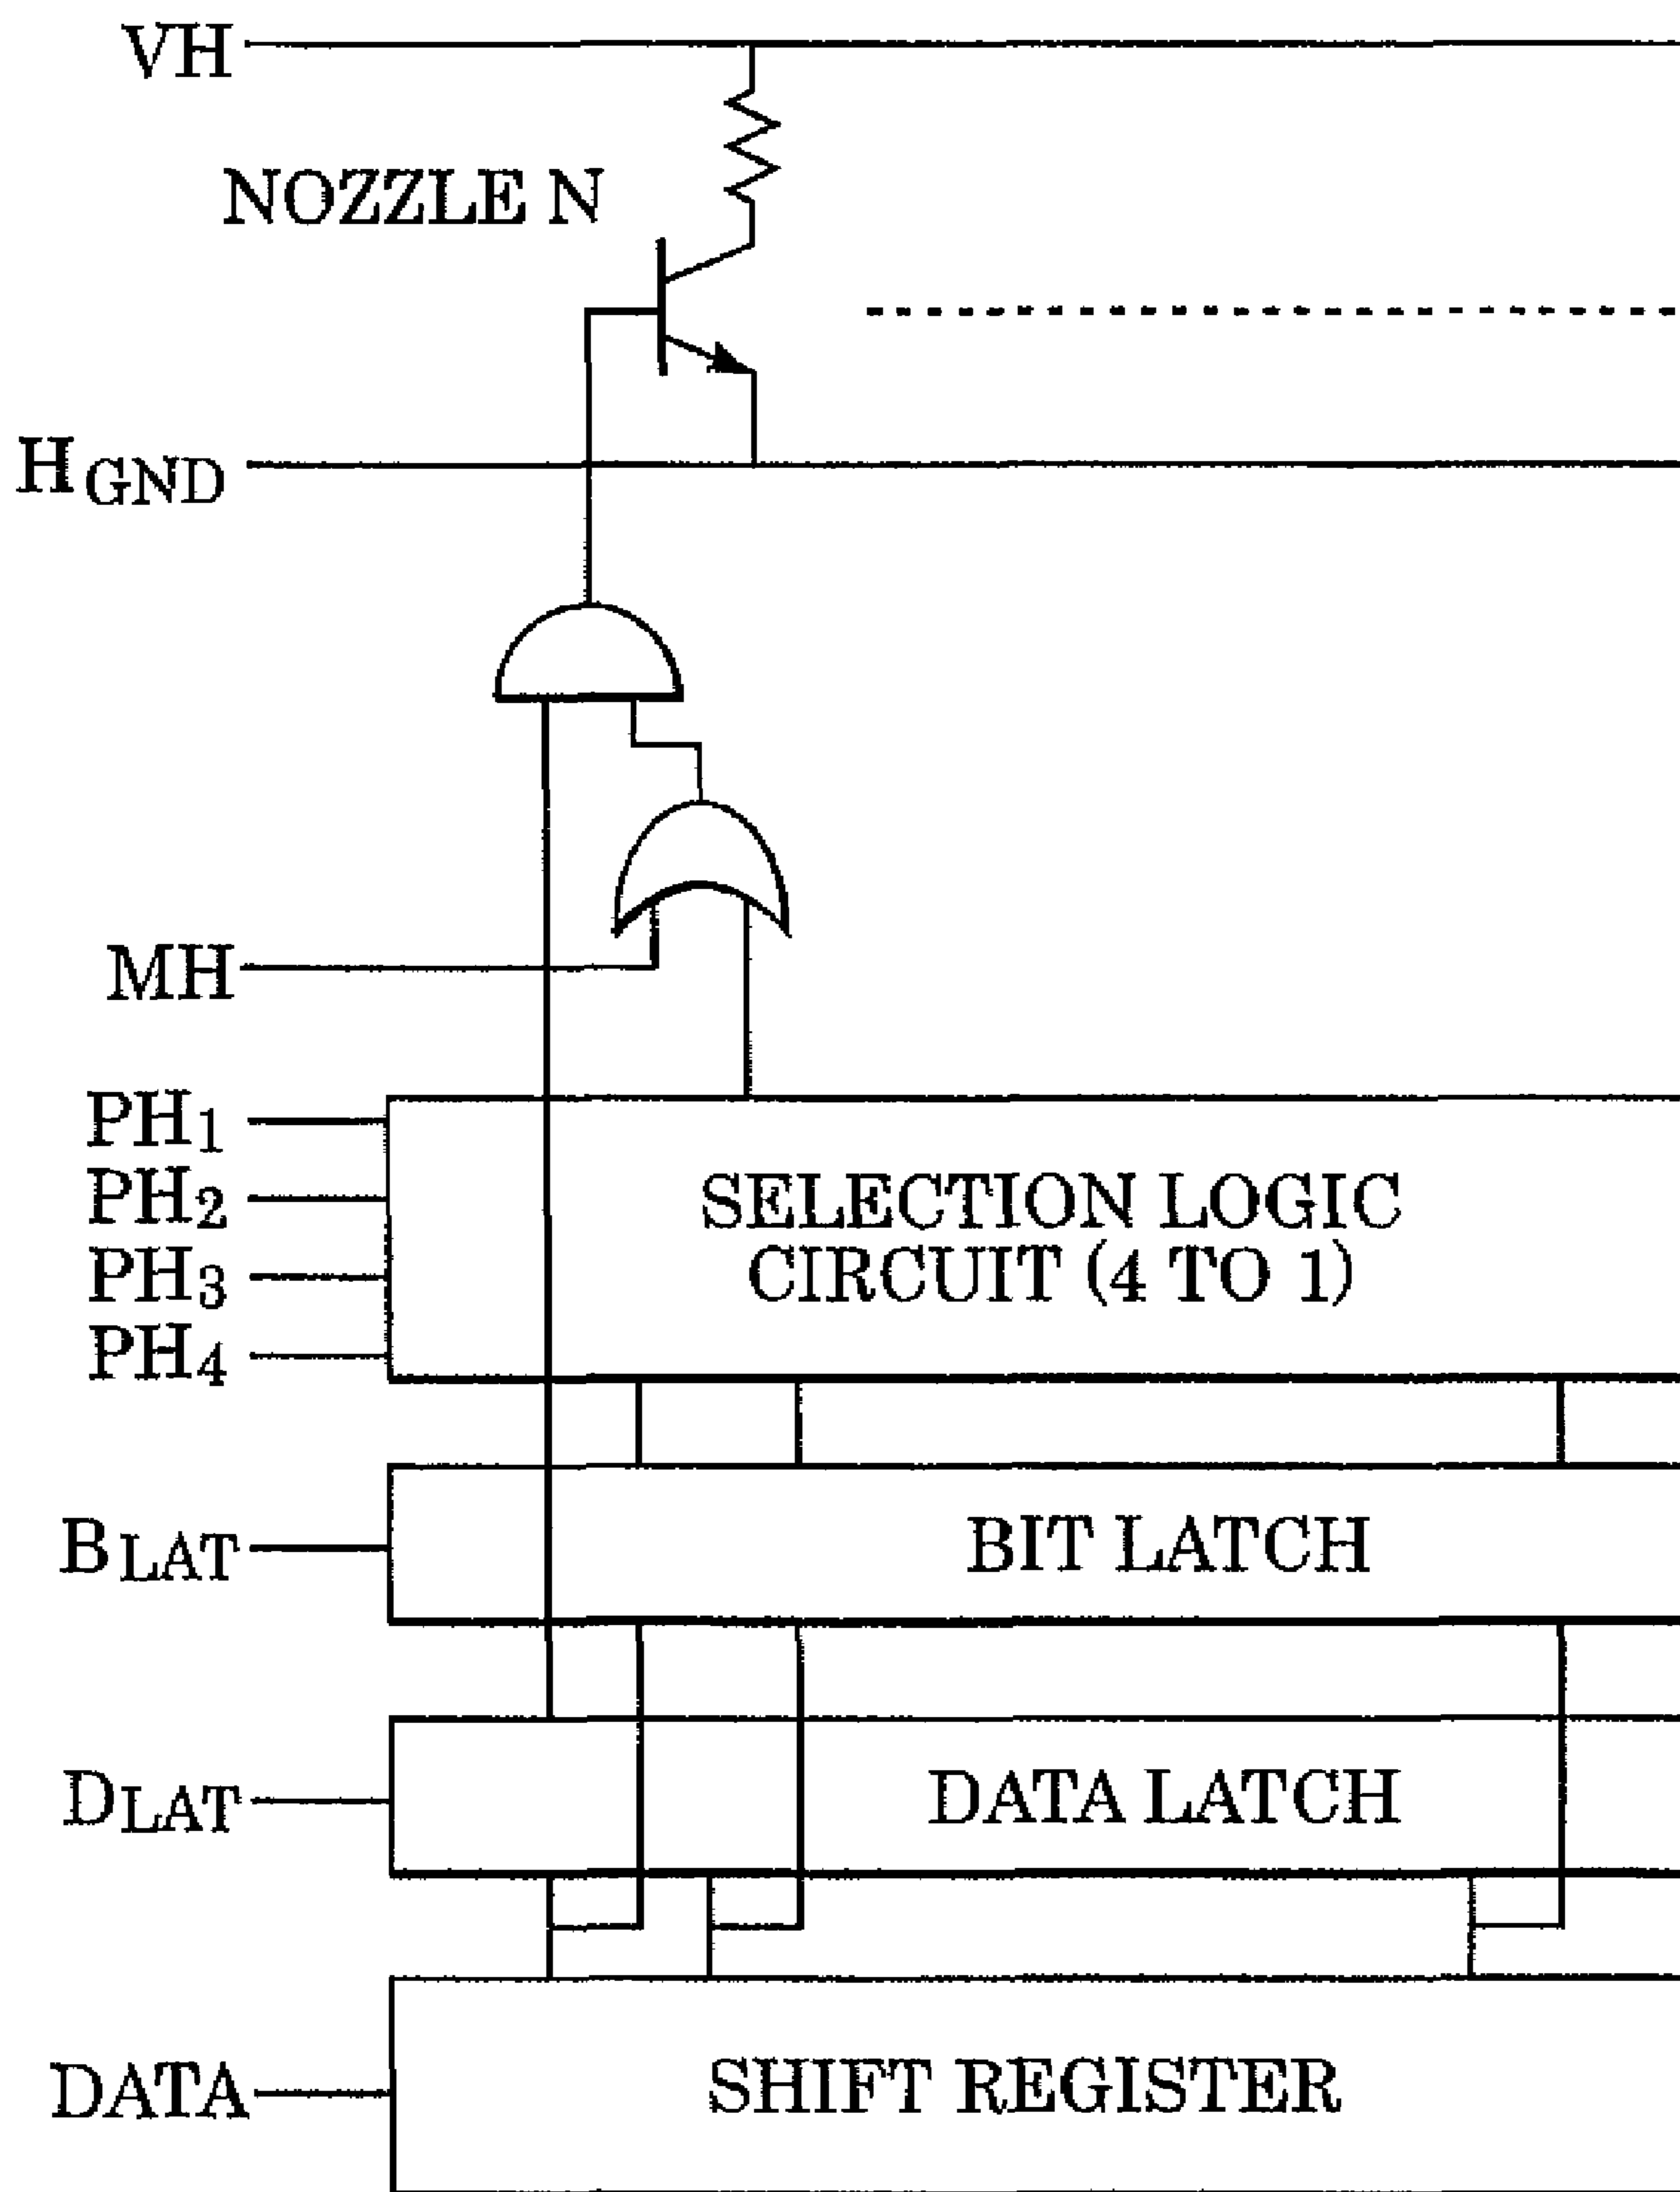 VH
NOZZLE N
HGND
MH
PH1
PH2
PH3
PH4
SELECTION LOGIC
CIRCUIT (4 TO 1)
BLAT
BIT LATCH
DLAT
DATA LATCH
DATA
SHIFT REGISTER